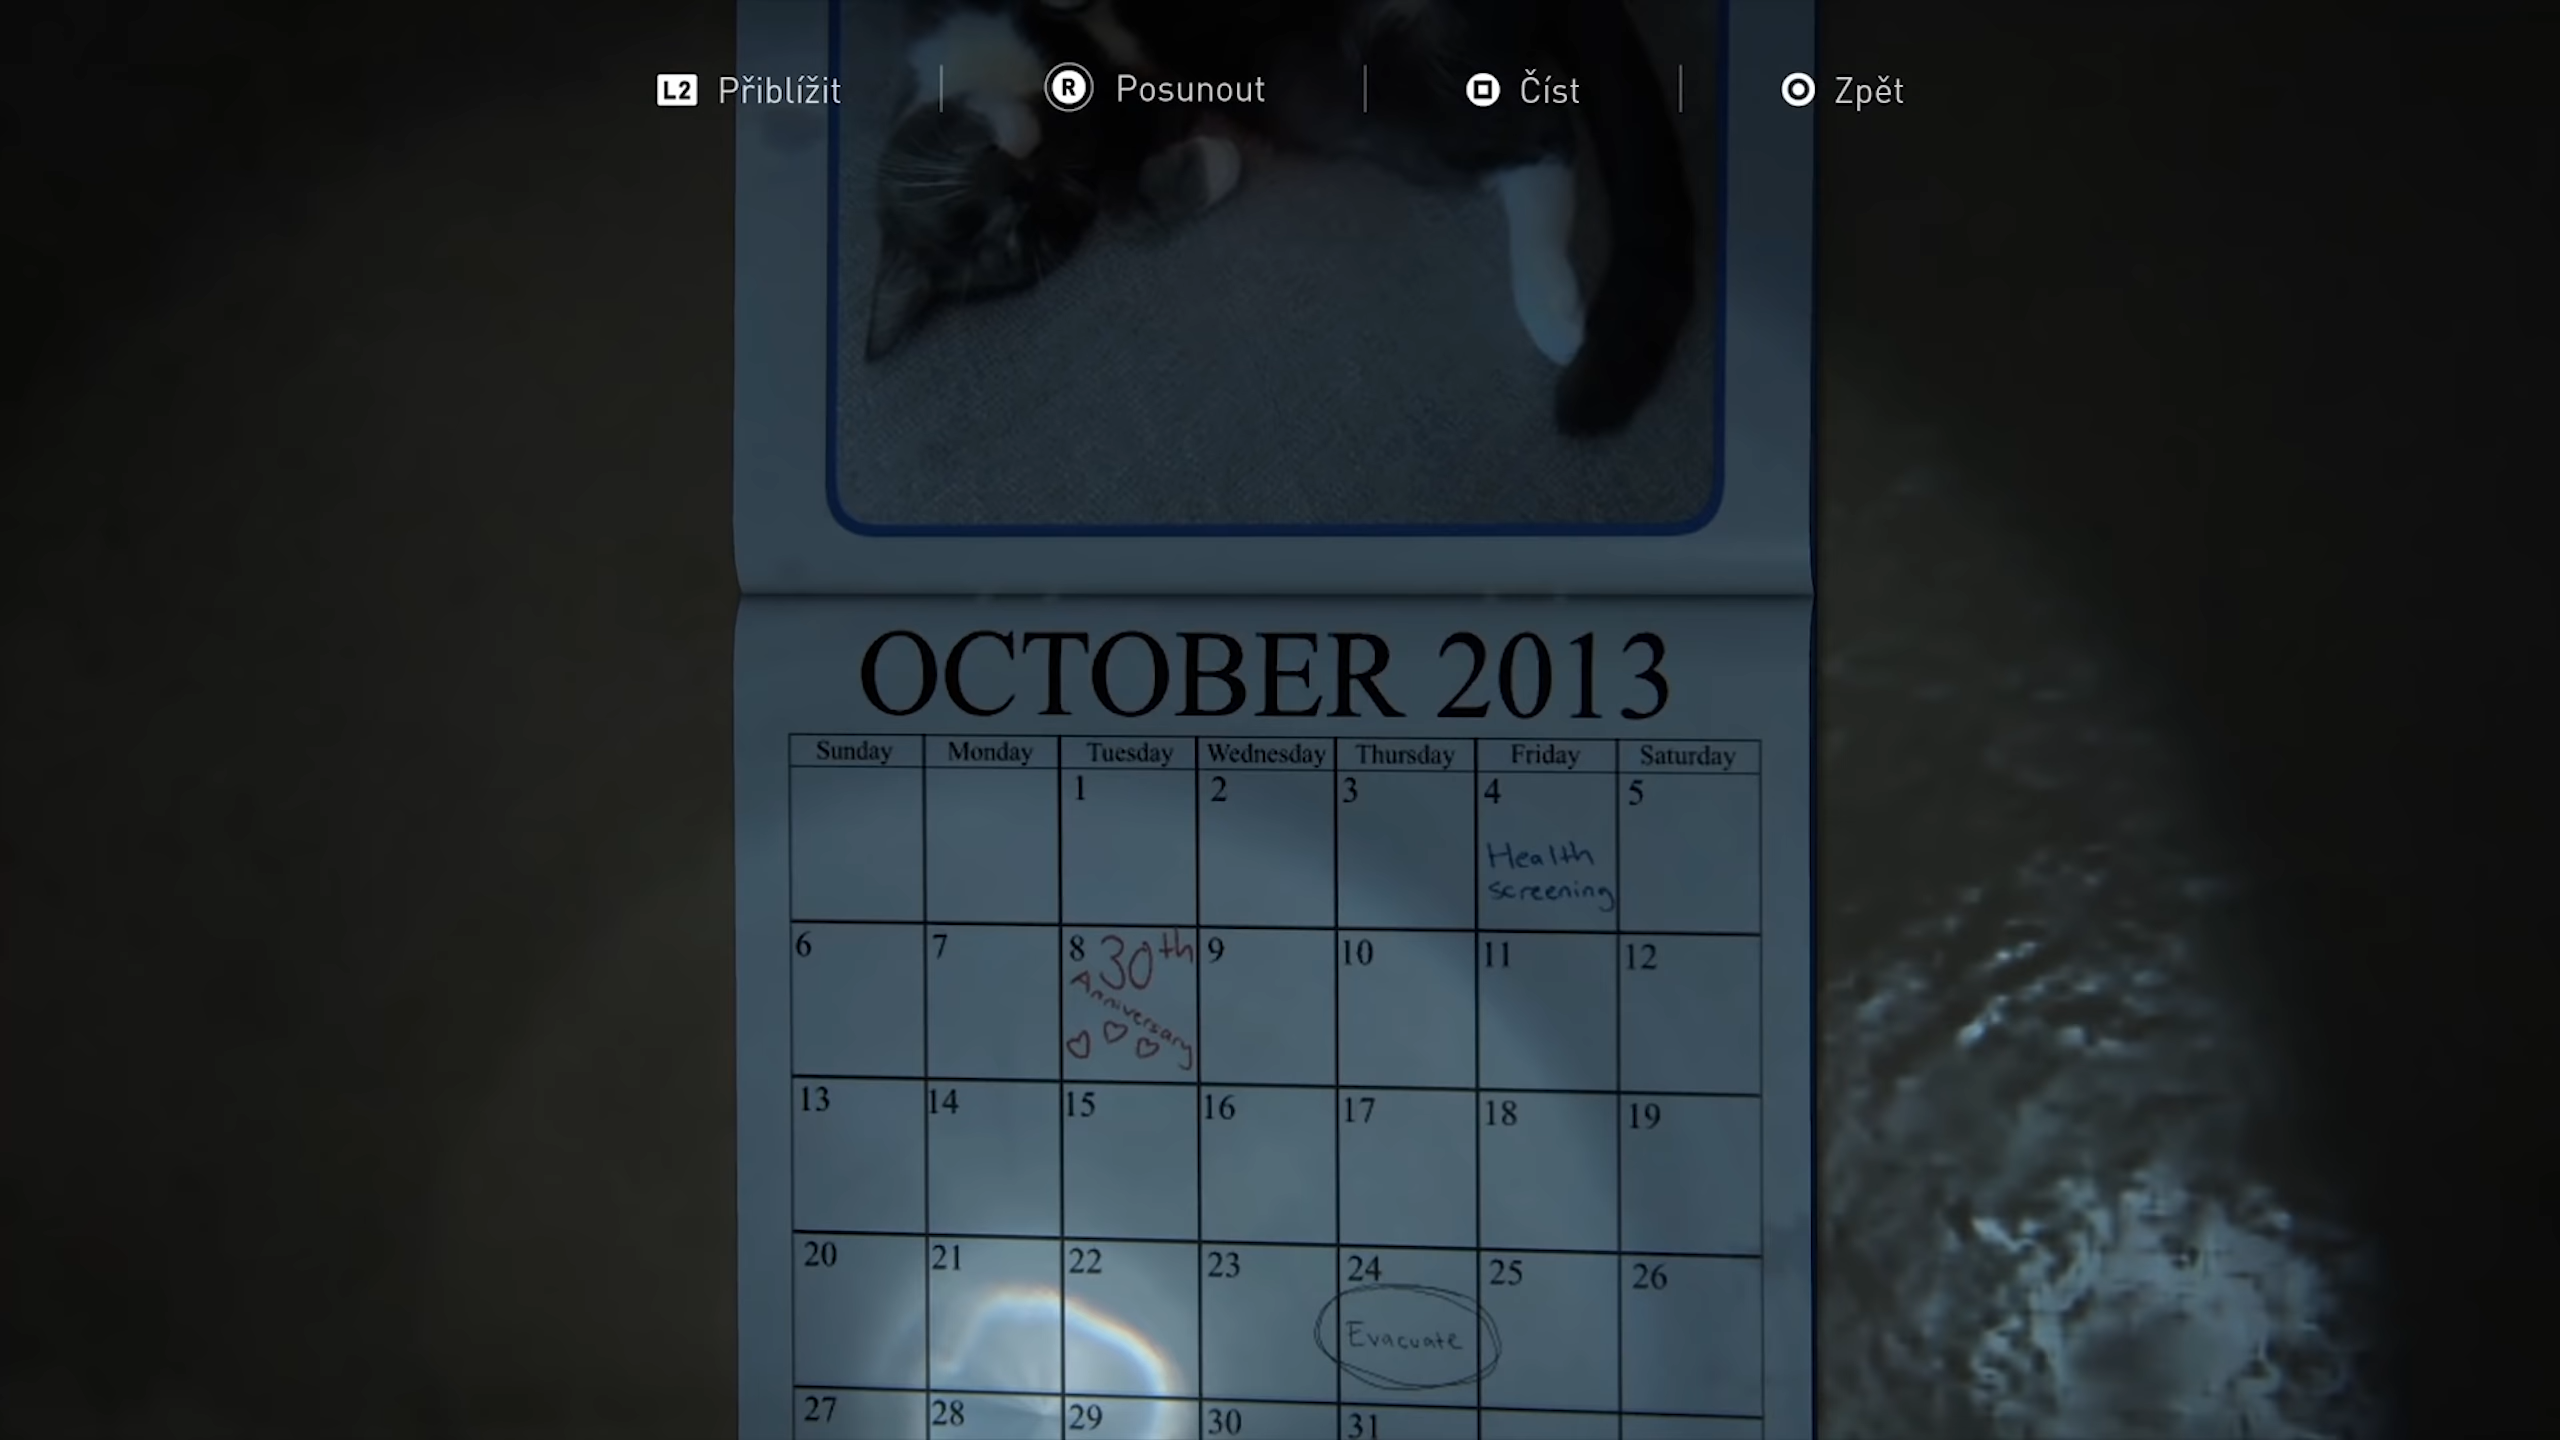 L2 Přiblížit R Posunout Číst Zpět
OCTOBER 2013
Sunday Monday Tuesday Wednesday Thursday Friday Saturday
1 2 3 4 5
Health
screening
6 7 8 9 10 11 12
30th
Anniversary
13 14 15 16 17 18 19
20 21 22 23 24 25 26
Evacuate
27 28 29 30 31